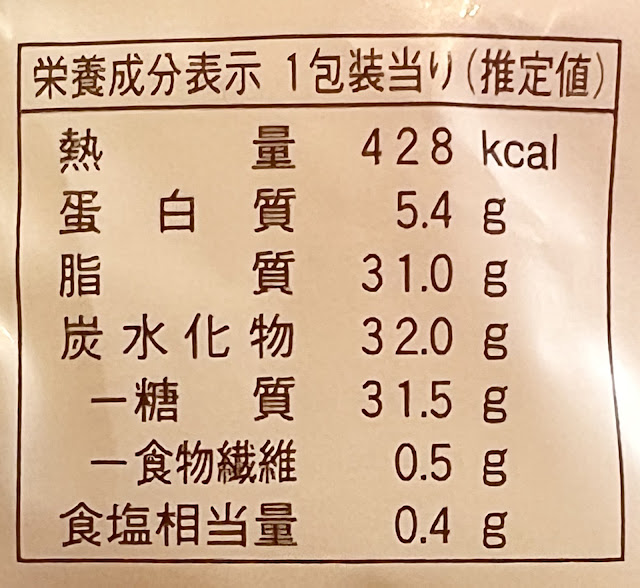 栄養成分表示 1包装当り(推定値)
熱量 428 kcal
蛋白質 5.4 g
脂質 31.0 g
炭水化物 32.0 g
ー糖質 31.5 g
ー食物繊維 0.5 g
食塩相当量 0.4 g